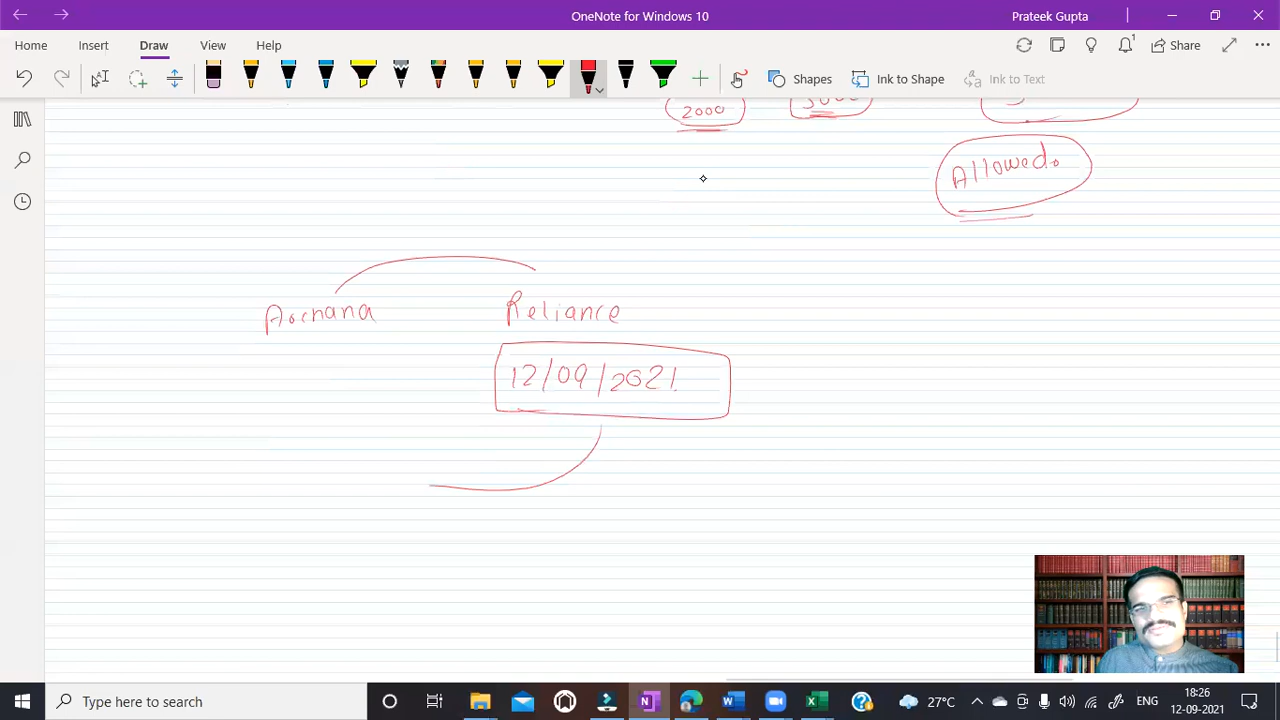 OneNote for Windows 10
Prateek Gupta
Home Insert Draw View Help
Share
Shapes
Ink to Shape
Ink to Text
2000
Allowed.
Archana Reliance
12/09/2021
Type here to search
27°C
ENG
18:26
12-09-2021